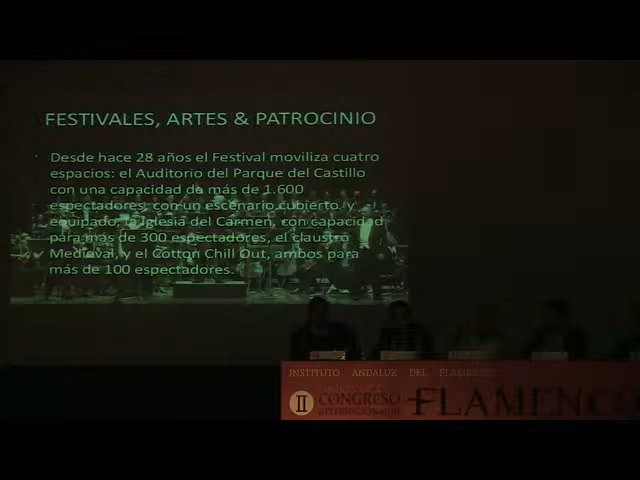 FESTIVALES, ARTES & PATROCINIO
· Desde hace 28 años el Festival moviliza cuatro
espacios: el Auditorio del Parque del Castillo
con una capacidad de más de 1.600
espectadores, con un escenario cubierto y
equipado, la Iglesia del Carmen, con capacidad
para más de 300 espectadores, el claustro
Medieval, y el Cotton Chill Out, ambos para
más de 100 espectadores.
INSTITUTO ANDALUZ DEL FLAMENCO
II CONGRESO FLAMENCO
INTERNACIONAL